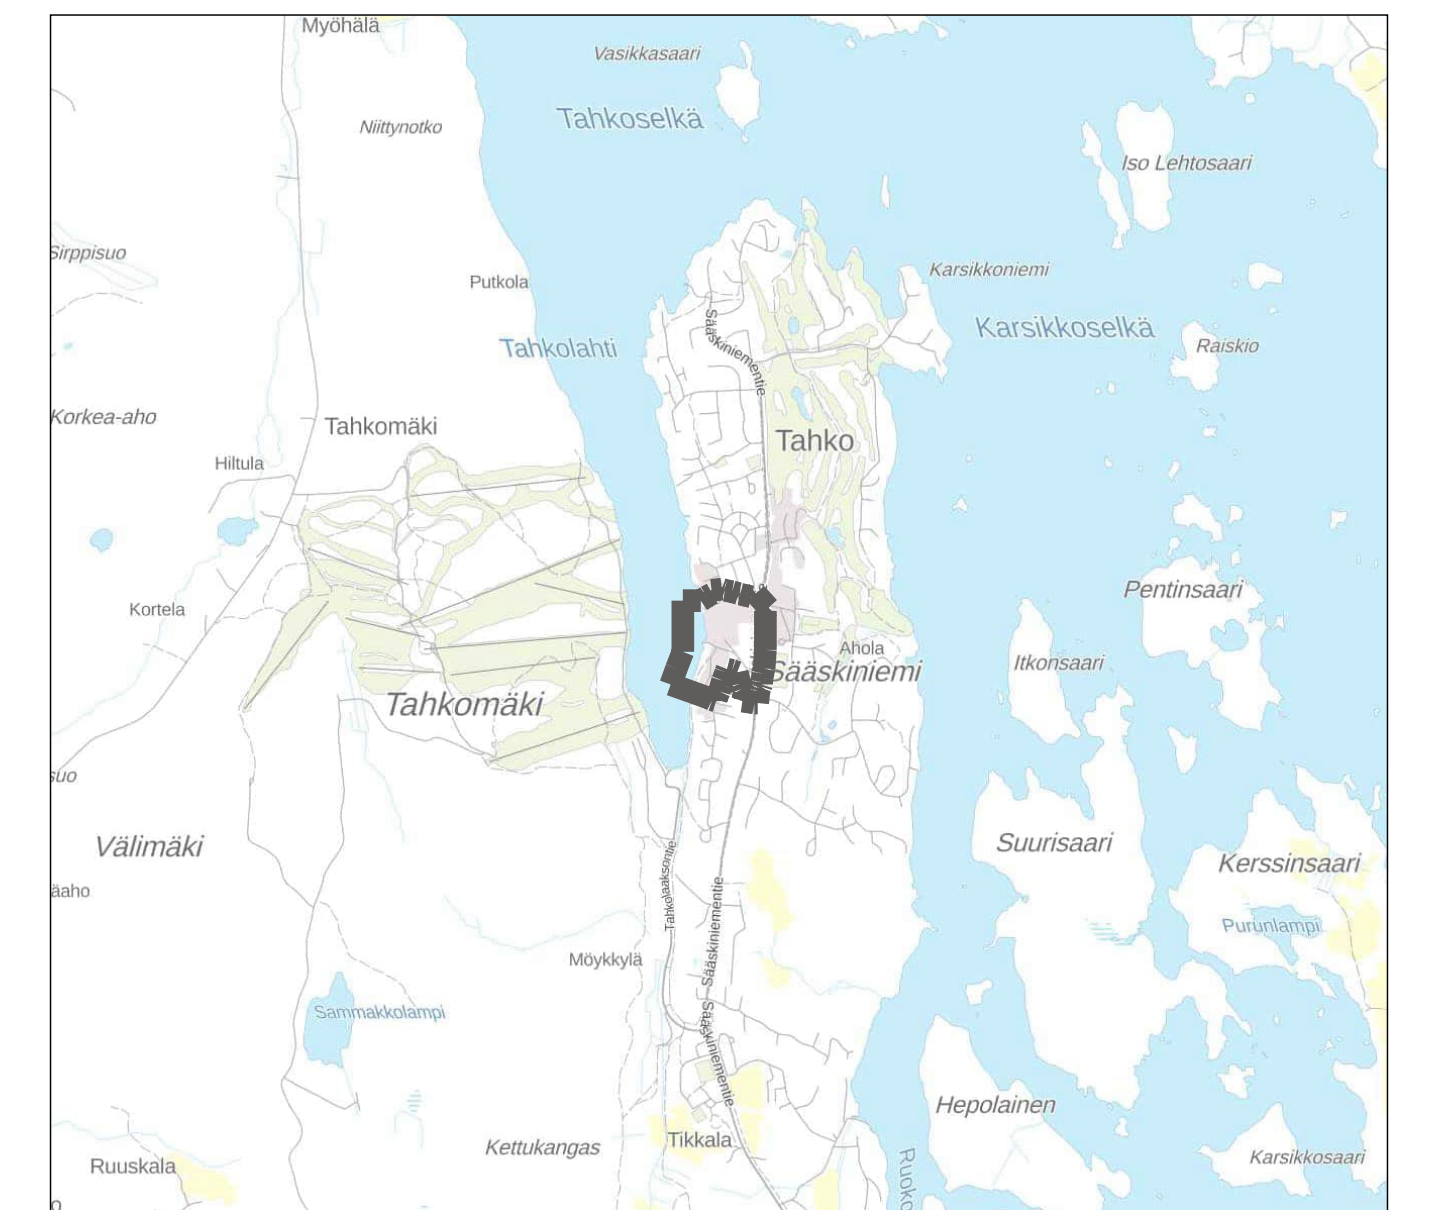 Myöhälä
Vasikkasaari
Tahkoselkä
Niittynotko
Iso Lehtosaari
Sirppisuo
Karsikkoniemi
Putkola
Karsikkoselkä
Sääskiniementie
Tahkolahti
Raiskio
Korkea-aho
Tahkomäki
Tahko
Hiltula
Pentinsaari
Kortela
Ahola
Itkonsaari
Sääskiniemi
Tahkomäki
suo
Välimäki
Suurisaari
Kerssinsaari
äaho
Tahkolaaksontie
Sääskiniementie
Purunlampi
Möykkylä
Sammakkolampi
Sääskiniementie
Hepolainen
Tikkala
Kettukangas
Karsikkosaari
Ruuskala
Ruoko
o